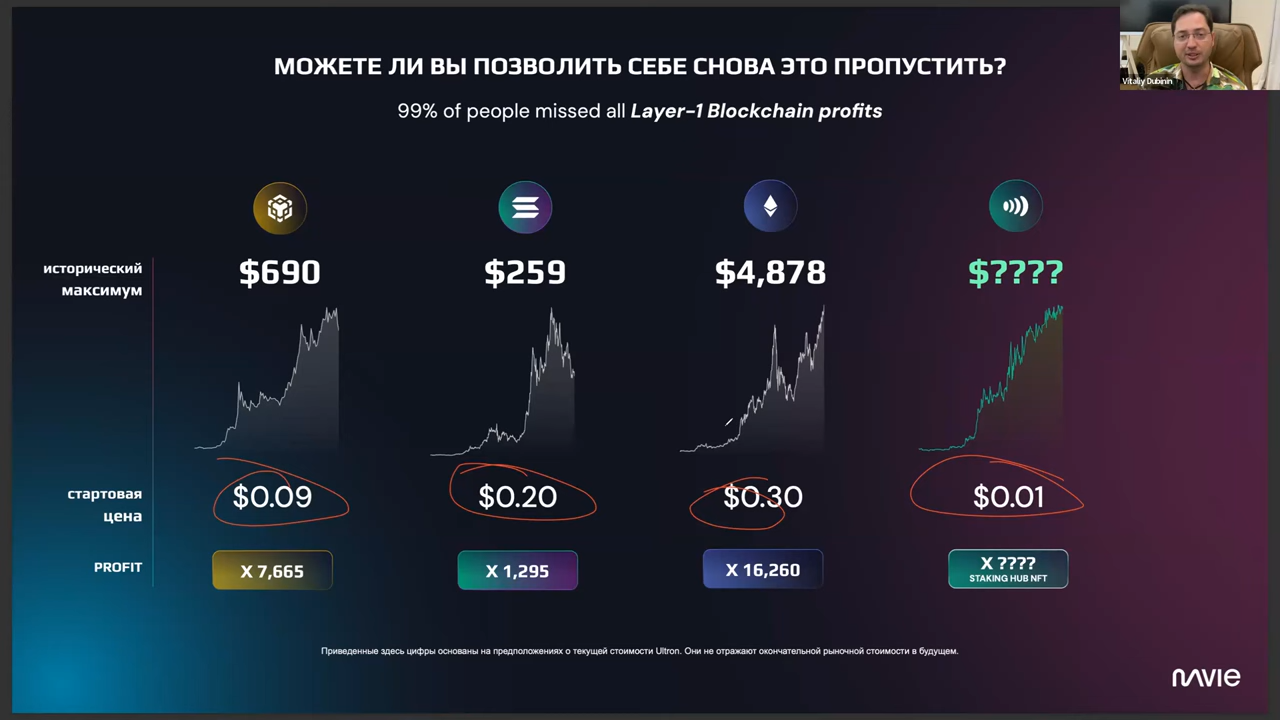 Vitaliy Dubinin
МОЖЕТЕ ЛИ ВЫ ПОЗВОЛИТЬ СЕБЕ СНОВА ЭТО ПРОПУСТИТЬ?
99% of people missed all Layer-1 Blockchain profits
исторический
максимум
$690
$259
$4,878
$????
стартовая
цена
$0.09
$0.20
$0.30
$0.01
PROFIT
X 7,665
X 1,295
X 16,260
X ????
STAKING HUB NFT
Приведенные здесь цифры основаны на предположениях о текущей стоимости Ultron. Они не отражают окончательной рыночной стоимости в будущем.
mavie